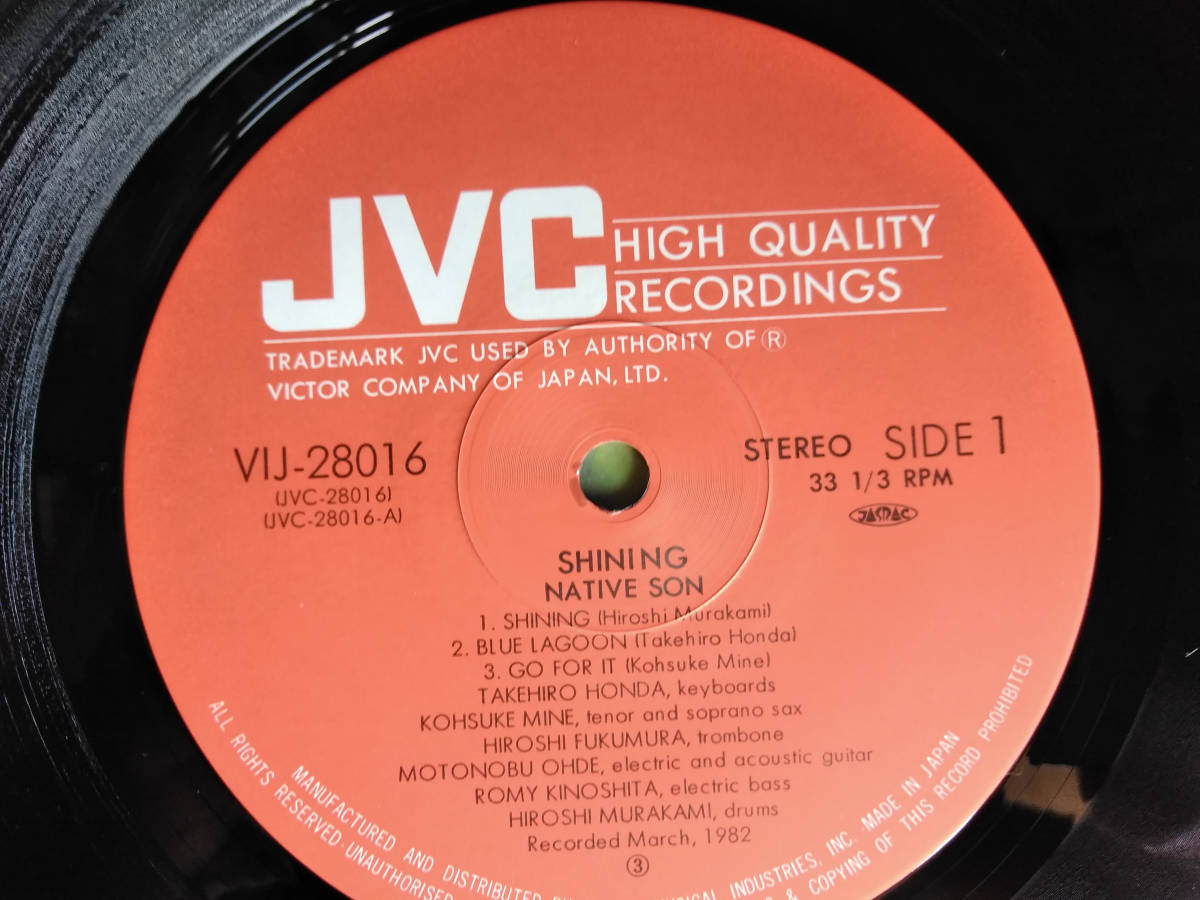 JVC HIGH QUALITY
RECORDINGS
TRADEMARK JVC USED BY AUTHORITY OF Ⓡ
VICTOR COMPANY OF JAPAN, LTD.
VIJ-28016
(JVC-28016)
(JVC-28016-A)
STEREO SIDE 1
33 1/3 RPM
JASRAC
SHINING
NATIVE SON
1. SHINING (Hiroshi Murakami)
2. BLUE LAGOON (Takehiro Honda)
3. GO FOR IT (Kohsuke Mine)
TAKEHIRO HONDA, keyboards
KOHSUKE MINE, tenor and soprano sax
HIROSHI FUKUMURA, trombone
MOTONOBU OHDE, electric and acoustic guitar
ROMY KINOSHITA, electric bass
HIROSHI MURAKAMI, drums
Recorded March, 1982
③
MANUFACTURED AND DISTRIBUTED INDUSTRIES, INC. MADE IN JAPAN
ALL RIGHTS RESERVED·UNAUTHORISED & COPYING OF THIS RECORD PROHIBITED